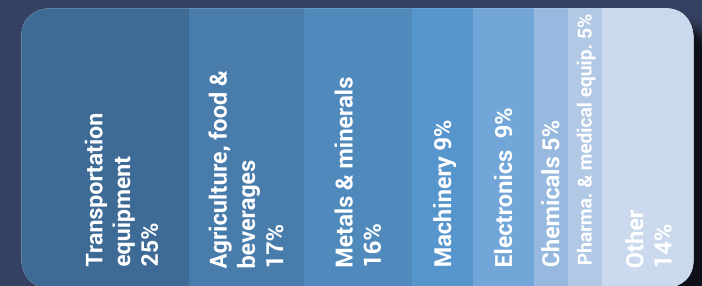 Transportation
equipment
25%
Agriculture, food &
beverages
17%
Metals & minerals
16%
Machinery 9%
Electronics 9%
Chemicals 5%
Pharma. & medical equip. 5%
Other
14%